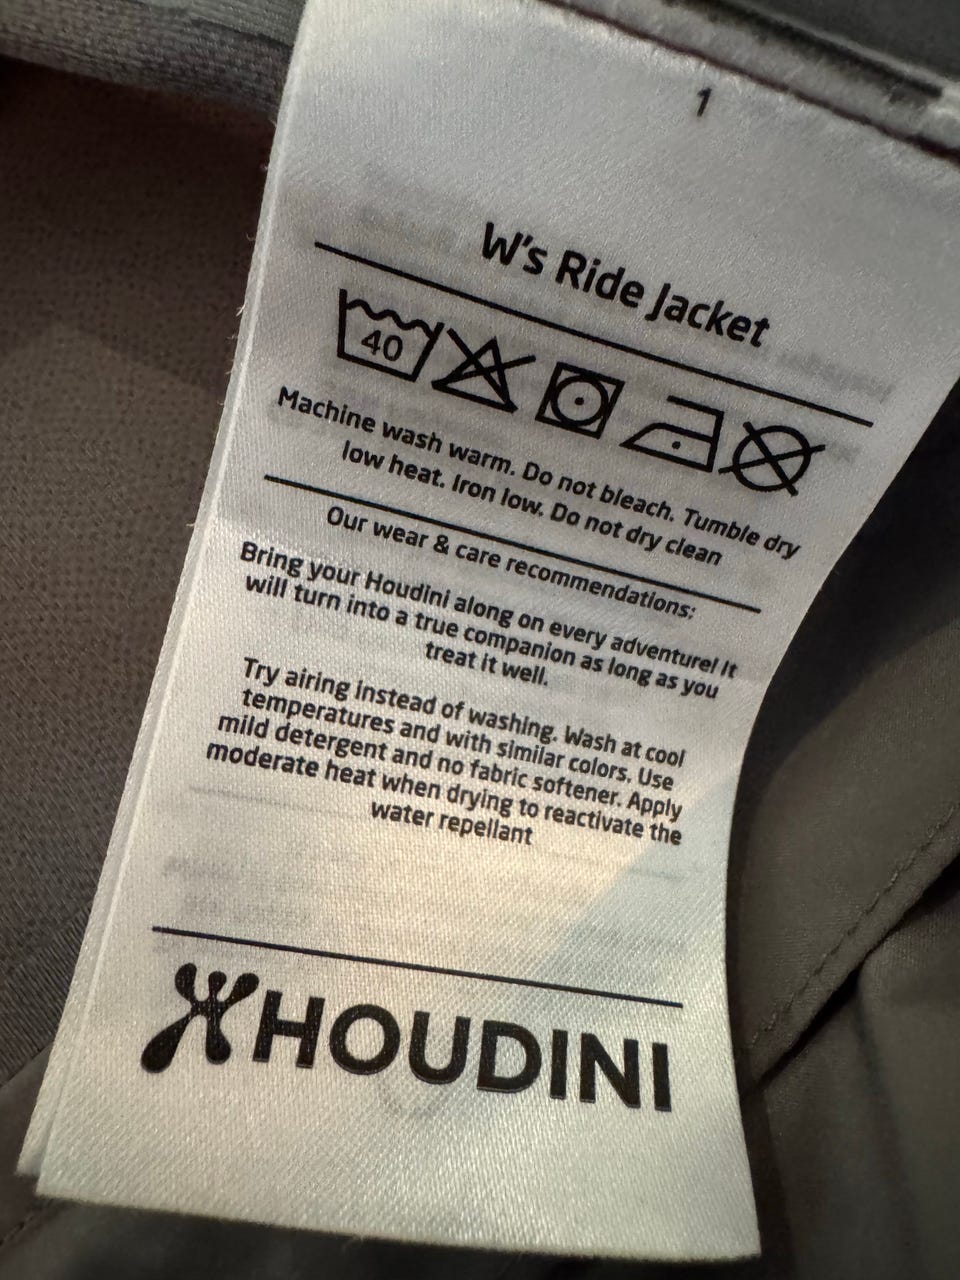 1
W's Ride Jacket
40
Machine wash warm. Do not bleach. Tumble dry
low heat. Iron low. Do not dry clean
Our wear & care recommendations:
Bring your Houdini along on every adventure! It
will turn into a true companion as long as you
treat it well.
Try airing instead of washing. Wash at cool
temperatures and with similar colors. Use
mild detergent and no fabric softener. Apply
moderate heat when drying to reactivate the
water repellant
HOUDINI